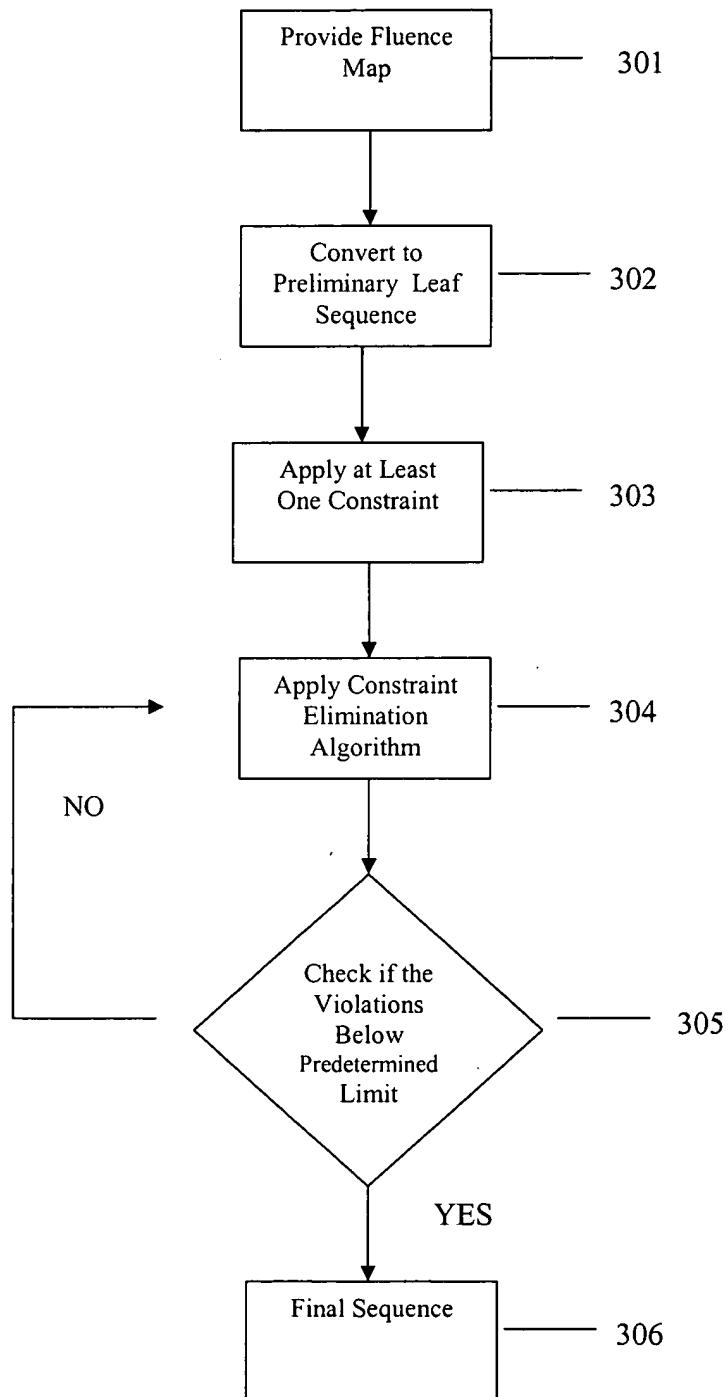 Provide Fluence
Map
301
Convert to
Preliminary Leaf
Sequence
302
Apply at Least
One Constraint
303
Apply Constraint
Elimination
Algorithm
304
NO
Check if the
Violations
Below
Predetermined
Limit
305
YES
Final Sequence
306